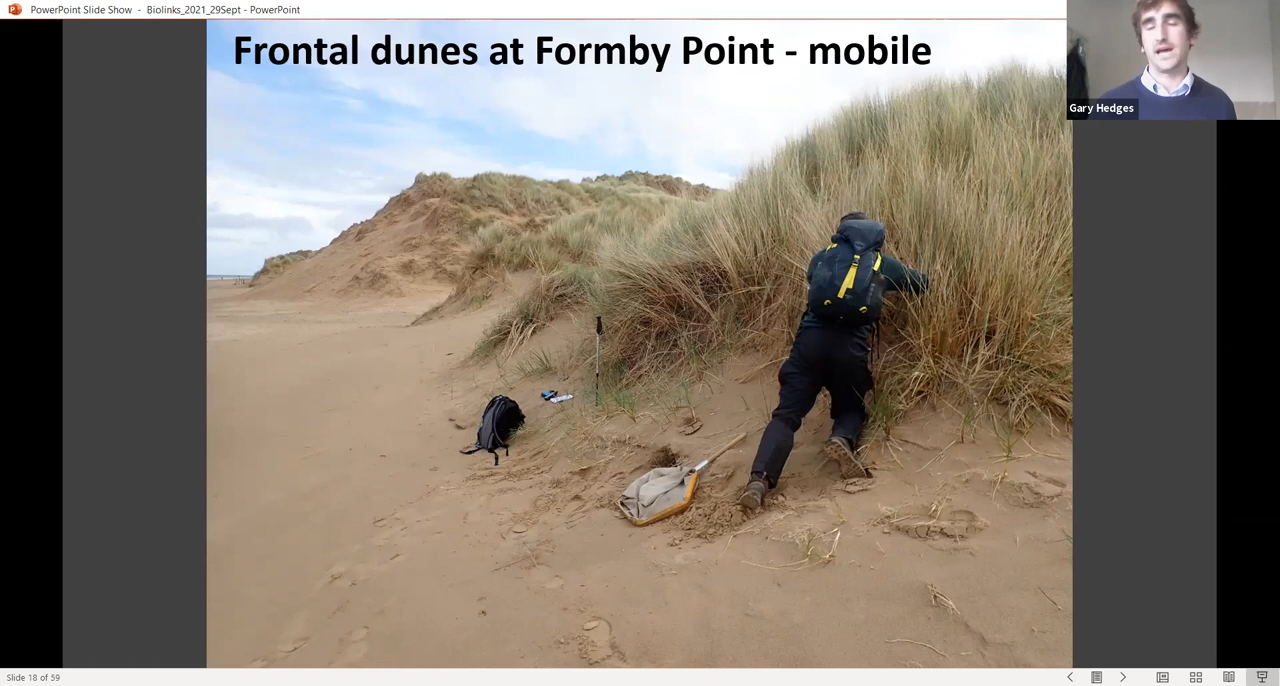 PowerPoint Slide Show - Biolinks_2021_29Sept - PowerPoint
Frontal dunes at Formby Point - mobile
Gary Hedges
Slide 18 of 59